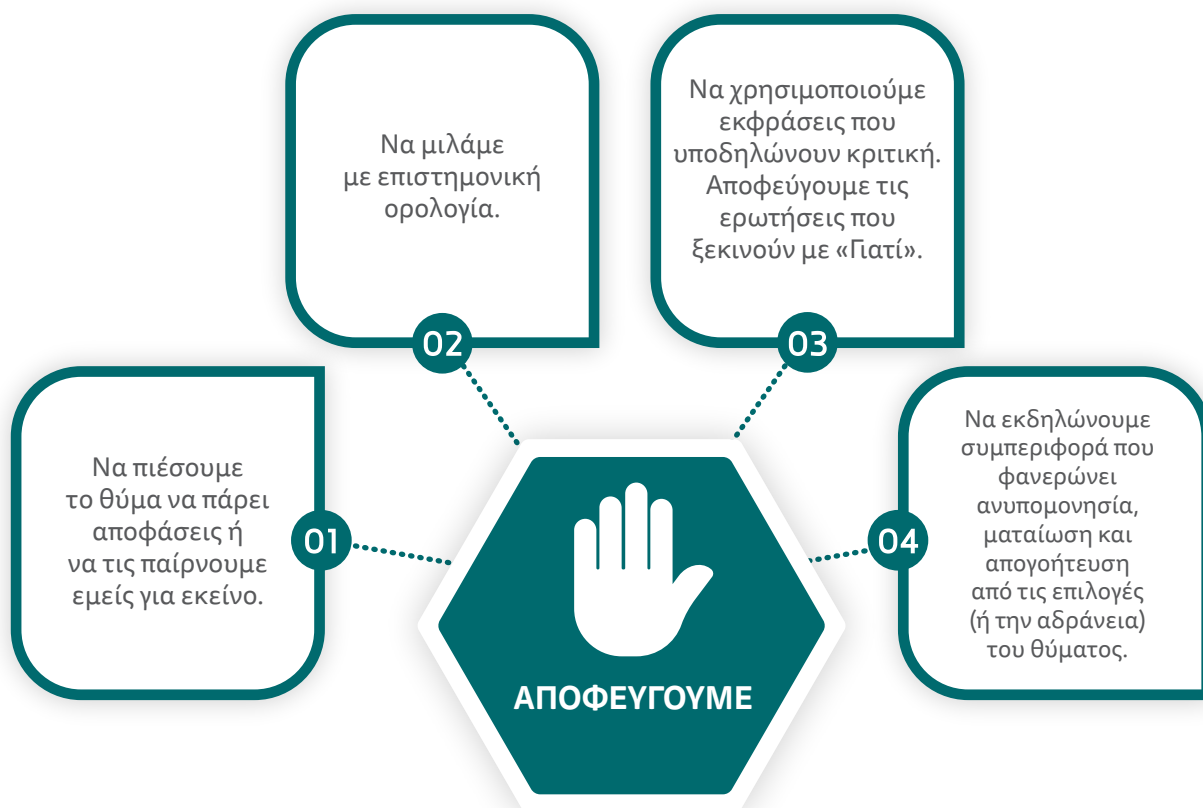 Να πιέσουμε
το θύμα να πάρει
αποφάσεις ή
να τις παίρνουμε
εμείς για εκείνο.
01
Να μιλάμε
με επιστημονική
ορολογία.
02
Να χρησιμοποιούμε
εκφράσεις που
υποδηλώνουν κριτική.
Αποφεύγουμε τις
ερωτήσεις που
ξεκινούν με «Γιατί».
03
Να εκδηλώνουμε
συμπεριφορά που
φανερώνει
ανυπομονησία,
ματαίωση και
απογοήτευση
από τις επιλογές
(ή την αδράνεια)
του θύματος.
04
ΑΠΟΦΕΥΓΟΥΜΕ